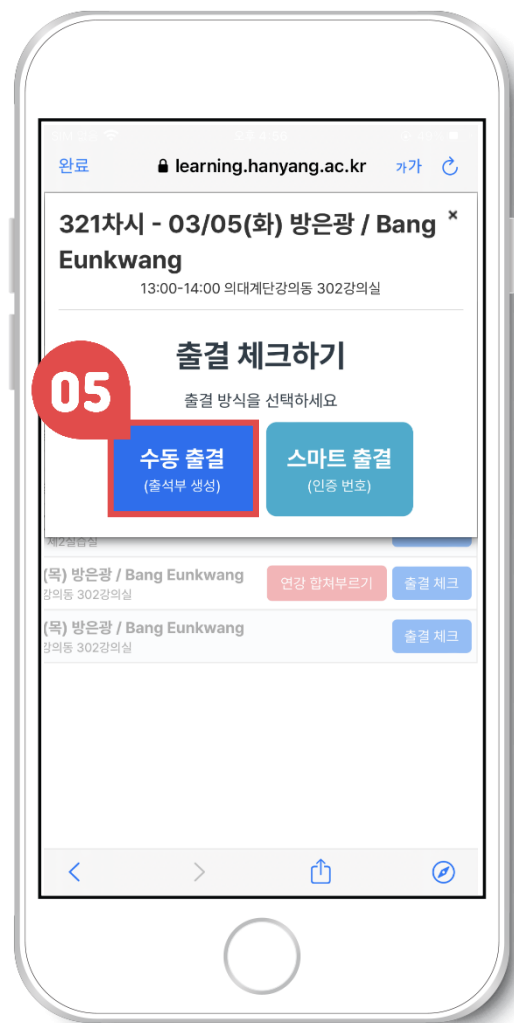 완료
learning.hanyang.ac.kr
가가
321차시 - 03/05(화) 방은광 / Bang
Eunkwang
×
13:00-14:00 의대계단강의동 302강의실
출결 체크하기
05
출결 방식을 선택하세요
수동 출결
(출석부 생성)
스마트 출결
(인증 번호)
제2실습실
(목) 방은광 / Bang Eunkwang
강의동 302강의실
연강 합쳐부르기
출결 체크
(목) 방은광 / Bang Eunkwang
강의동 302강의실
출결 체크